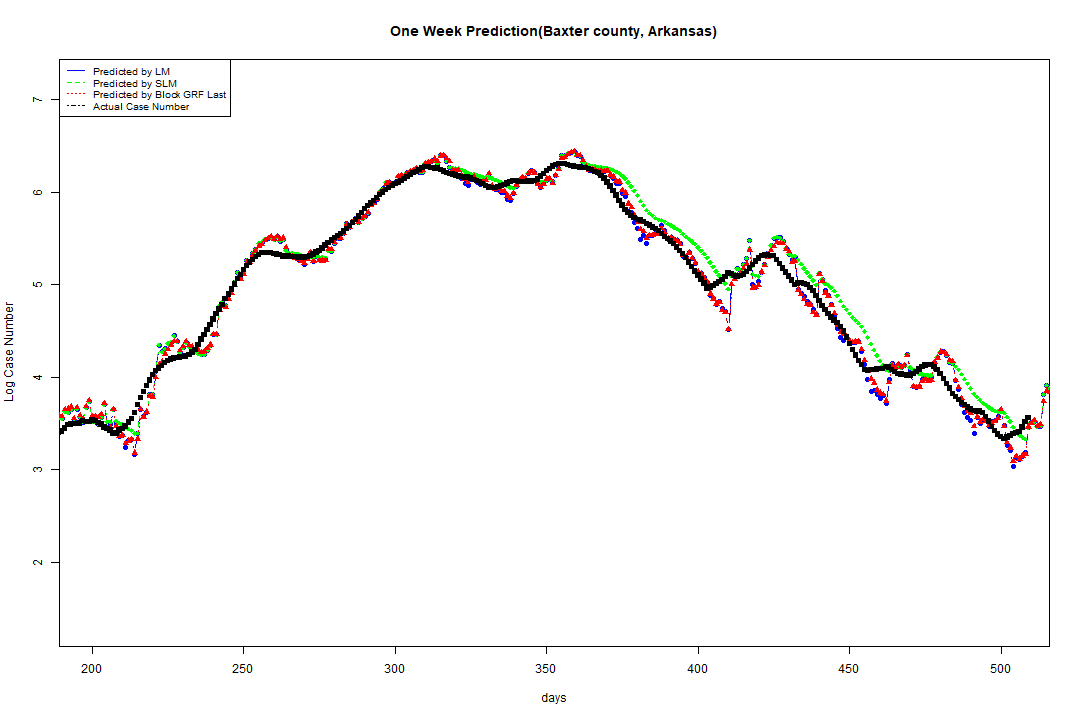 One Week Prediction(Baxter county, Arkansas)
Predicted by LM
Predicted by SLM
Predicted by Block GRF Last
Actual Case Number
Log Case Number
7
6
5
4
3
2
200 250 300 350 400 450 500
days